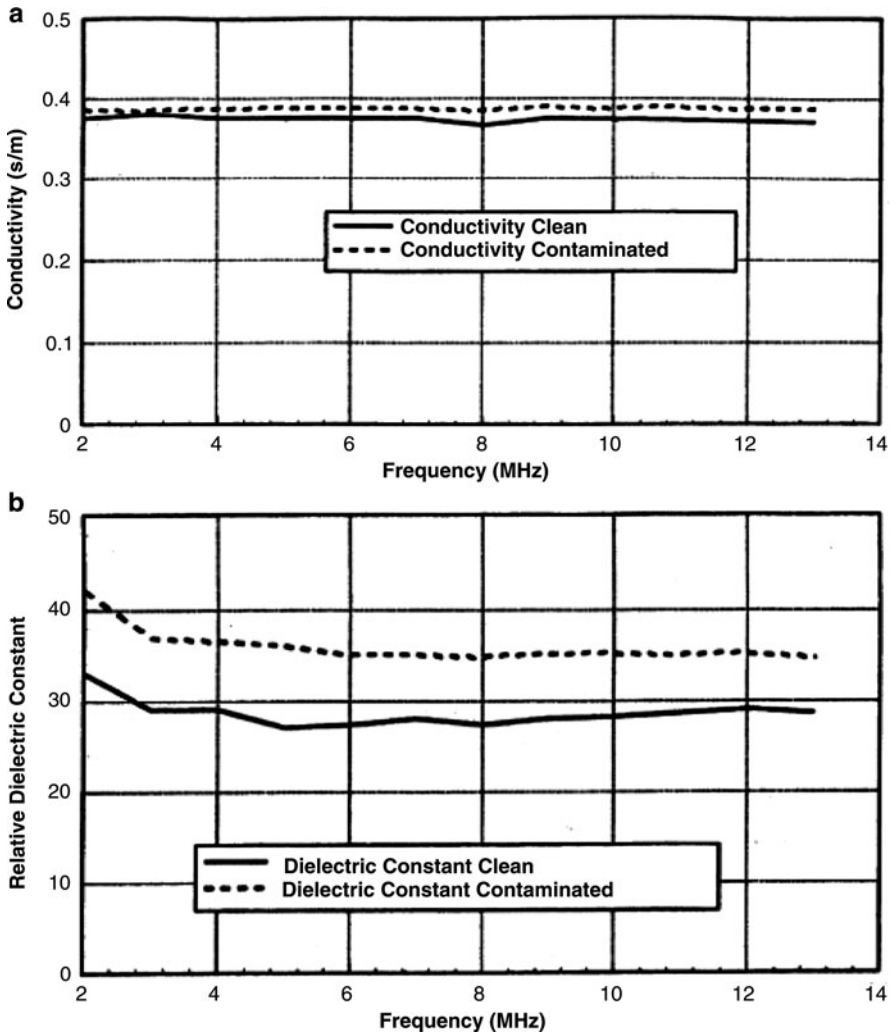 a
0.5
0.4
0.3
0.2
0.1
0
Conductivity (s/m)
Conductivity Clean
Conductivity Contaminated
2 4 6 8 10 12 14
Frequency (MHz)
b
50
40
30
20
10
0
Relative Dielectric Constant
Dielectric Constant Clean
Dielectric Constant Contaminated
2 4 6 8 10 12 14
Frequency (MHz)